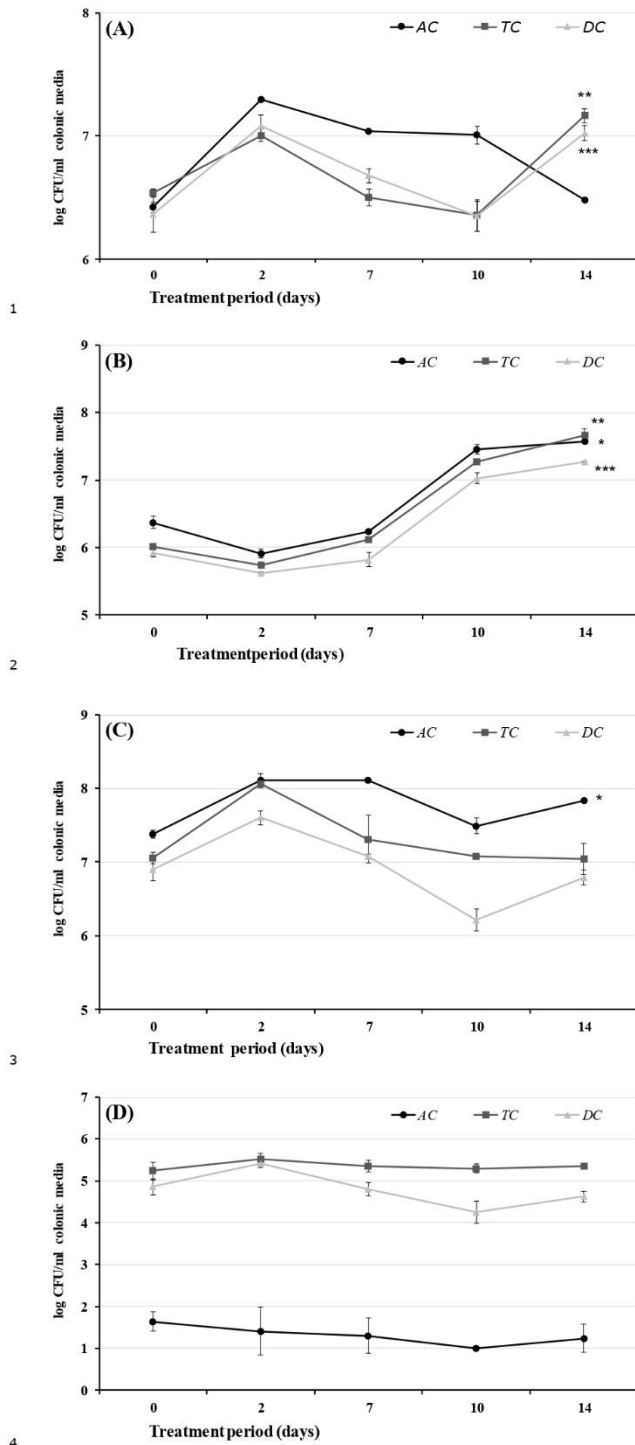 8
(A)
AC TC DC
**
7
***
log CFU/ml colonic media
6
0 2 7 10 14
Treatment period (days)
1
9
(B)
AC TC DC
8
**
*
7
***
6
log CFU/ml colonic media
5
0 2 7 10 14
Treatmentperiod (days)
2
9
(C)
AC TC DC
8
*
7
6
log CFU/ml colonic media
5
0 2 7 10 14
Treatment period (days)
3
7
(D)
AC TC DC
6
5
4
3
2
1
0
log CFU/ml colonic media
0 2 7 10 14
Treatment period (days)
4